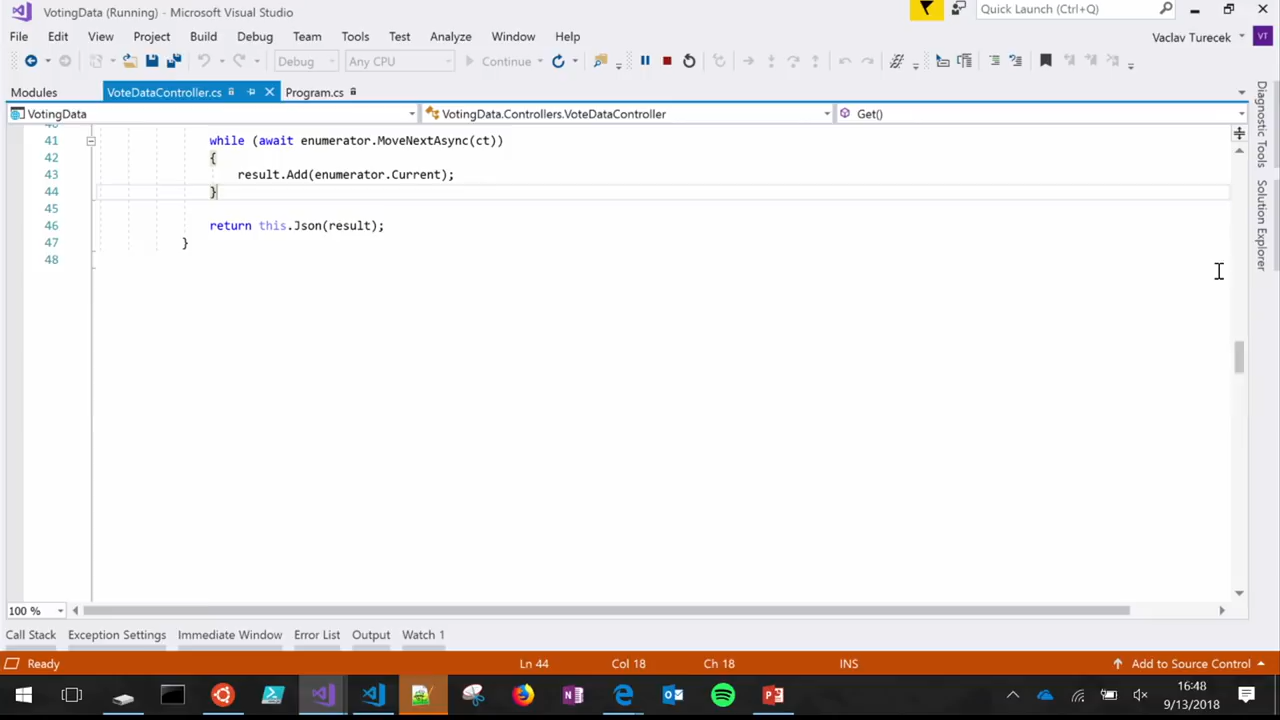 VotingData (Running) - Microsoft Visual Studio
Quick Launch (Ctrl+Q)
File Edit View Project Build Debug Team Tools Test Analyze Window Help
Vaclav Turecek VT
Debug Any CPU Continue
Modules VoteDataController.cs Program.cs
VotingData VotingData.Controllers.VoteDataController Get()
41 while (await enumerator.MoveNextAsync(ct))
42 {
43 result.Add(enumerator.Current);
44 }
45
46 return this.Json(result);
47 }
48
Diagnostic Tools
Solution Explorer
100 %
Call Stack Exception Settings Immediate Window Error List Output Watch 1
Ready Ln 44 Col 18 Ch 18 INS Add to Source Control
16:48
9/13/2018